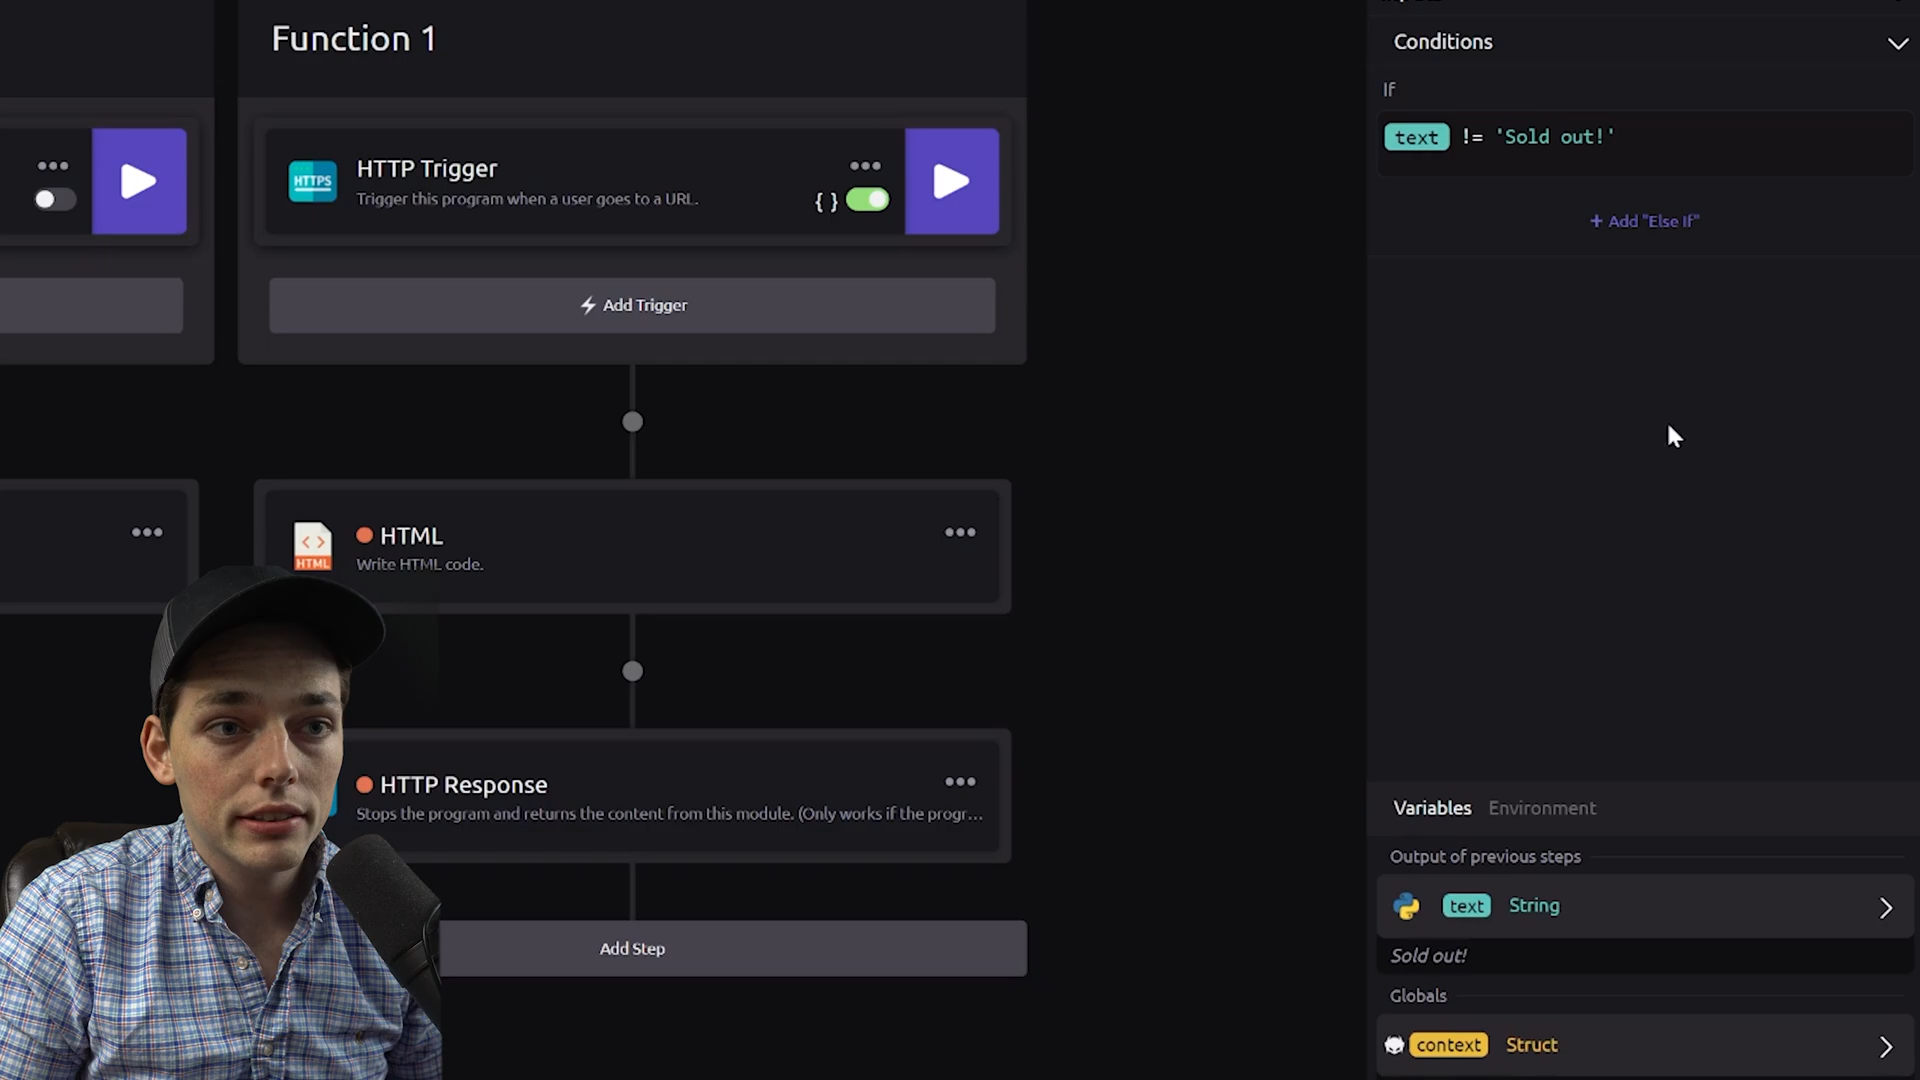 Function 1
HTTPS
HTTP Trigger
Trigger this program when a user goes to a URL.
{ }
Add Trigger
HTML
HTML
Write HTML code.
HTTP Response
Stops the program and returns the content from this module. (Only works if the progr...
Add Step
Conditions
If
text != 'Sold out!'
+ Add "Else If"
Variables Environment
Output of previous steps
text String
Sold out!
Globals
context Struct